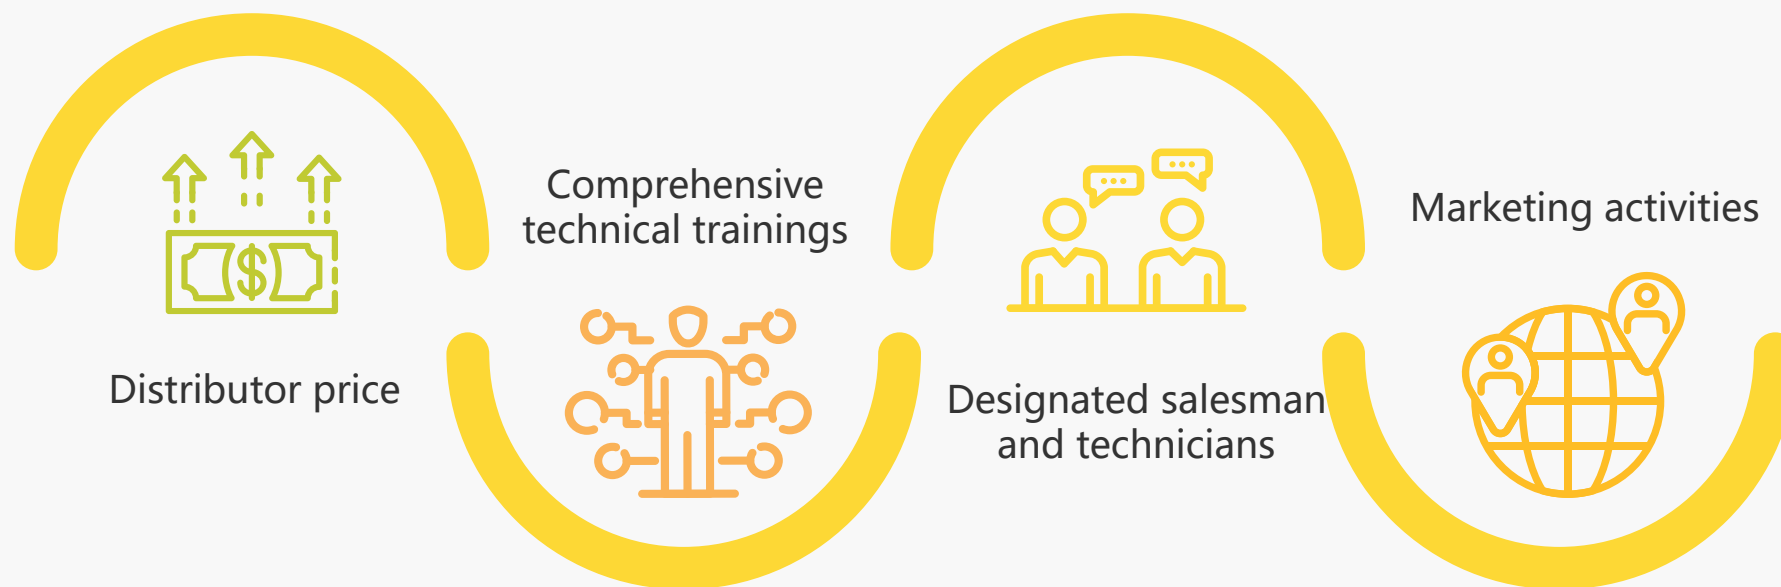 Distributor price
Comprehensive
technical trainings
Designated salesman
and technicians
Marketing activities